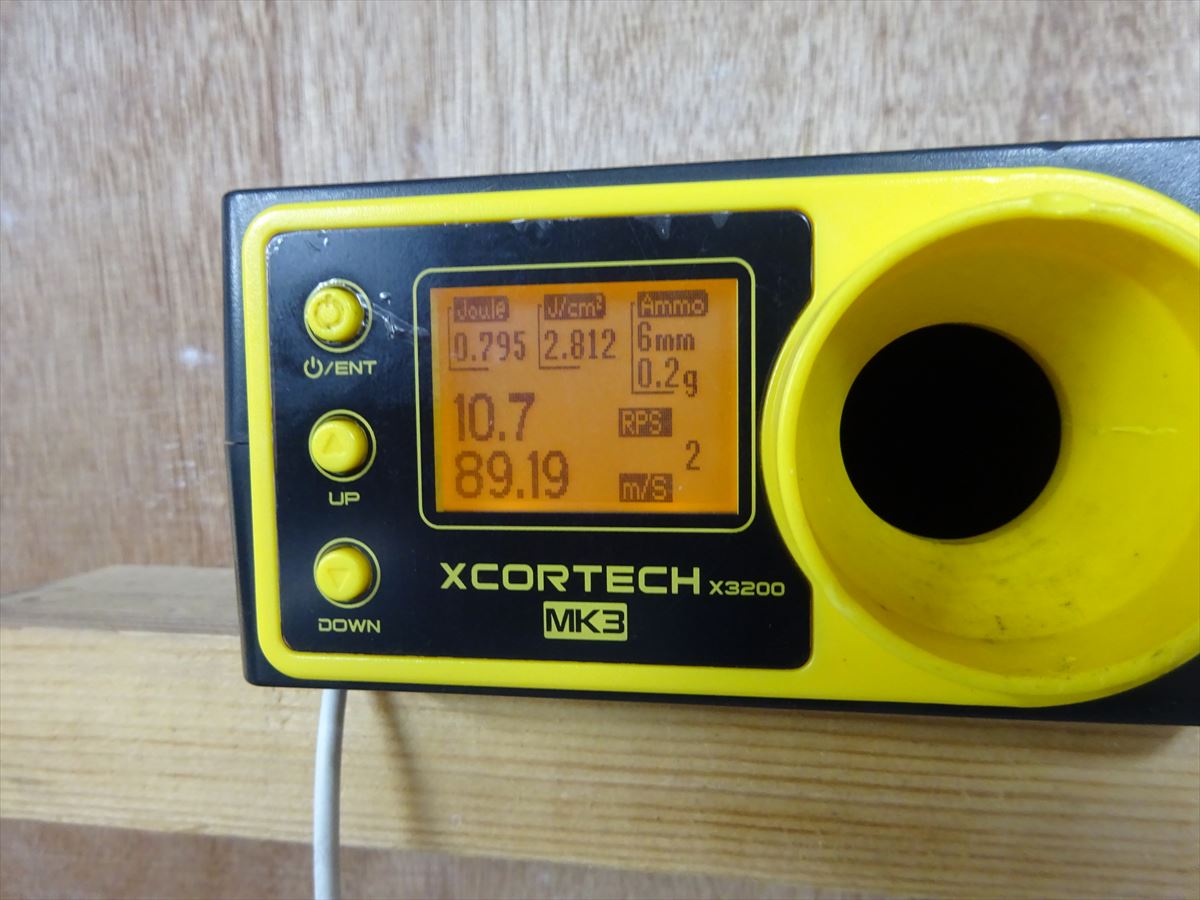 ⏻/ENT
UP
DOWN
Joule J/cm² Ammo
0.795 2.812 6mm
0.2g
10.7 RPS
2
89.19 m/s
XCORTECH X3200
MK3